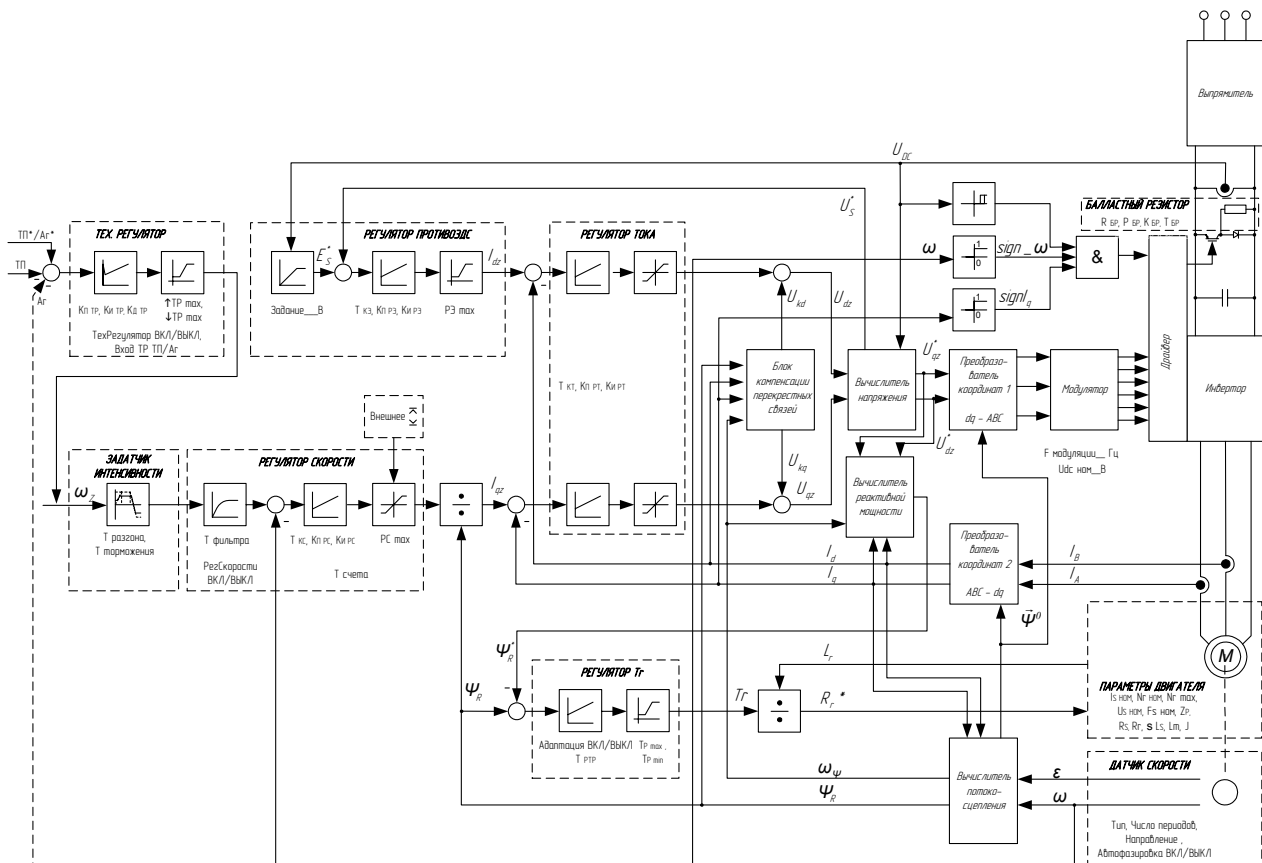 Выпрямитель
U_DC
U*_S
БАЛЛАСТНЫЙ РЕЗИСТОР
R БР, P БР, K БР, T БР
ТП*/Аг*
ТП
-
-
Аг
ТЕХ. РЕГУЛЯТОР
Кп ТР, Ки ТР, Кд ТР
↑ТР max,
↓ТР max
ТехРегулятор ВКЛ/ВЫКЛ,
Вход ТР ТП/Аг
РЕГУЛЯТОР ПРОТИВОЭДС
E*_S
-
I_dz
Задание__В
Т кэ, Кп РЭ, Ки РЭ
РЭ max
РЕГУЛЯТОР ТОКА
-
Т кт, Кп РТ, Ки РТ
U_kd
U_dz
ω
1
0
sign_ω
1
0
signI_q
&
Драйвер
Инвертор
Блок
компенсации
перекрестных
связей
Вычислитель
напряжения
U*_qz
U*_dz
Преобразо-
ватель
координат 1
dq - ABC
Модулятор
F модуляции__ Гц
Udc ном__В
Внешнее
ЗАДАТЧИК
ИНТЕНСИВНОСТИ
ω_Z
Т разгона,
Т торможения
РЕГУЛЯТОР СКОРОСТИ
-
Т фильтра
Т кс, Кп РС, Ки РС
РС max
РегСкорости
ВКЛ/ВЫКЛ
Т счета
÷
I_qz
-
U_kq
U_qz
Вычислитель
реактивной
мощности
I_d
I_q
Преобразо-
ватель
координат 2
ABC - dq
I_B
I_A
Ψ⁰
M
Ψ*_R
Ψ_R
-
РЕГУЛЯТОР Тг
Адаптация ВКЛ/ВЫКЛ
Т РТР
Тр max,
Тр min
Tr
÷
L_r
R_r*
ПАРАМЕТРЫ ДВИГАТЕЛЯ
Is ном, Nr ном, Nr max,
Us ном, Fs ном, Zp,
Rs, Rr, s Ls, Lm, J
ω_Ψ
Ψ_R
Вычислитель
потоко-
сцепления
ε
ω
ДАТЧИК СКОРОСТИ
Тип, Число периодов,
Направление ,
Автофазировка ВКЛ/ВЫКЛ